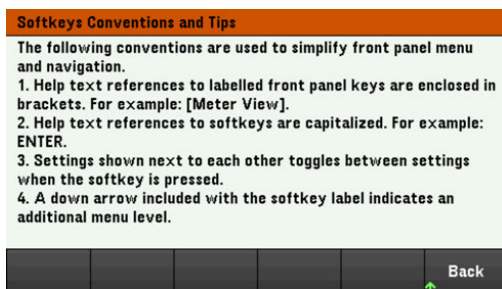 Softkeys Conventions and Tips
The following conventions are used to simplify front panel menu
and navigation.
1. Help text references to labelled front panel keys are enclosed in
brackets. For example: [Meter View].
2. Help text references to softkeys are capitalized. For example:
ENTER.
3. Settings shown next to each other toggles between settings
when the softkey is pressed.
4. A down arrow included with the softkey label indicates an
additional menu level.
Back